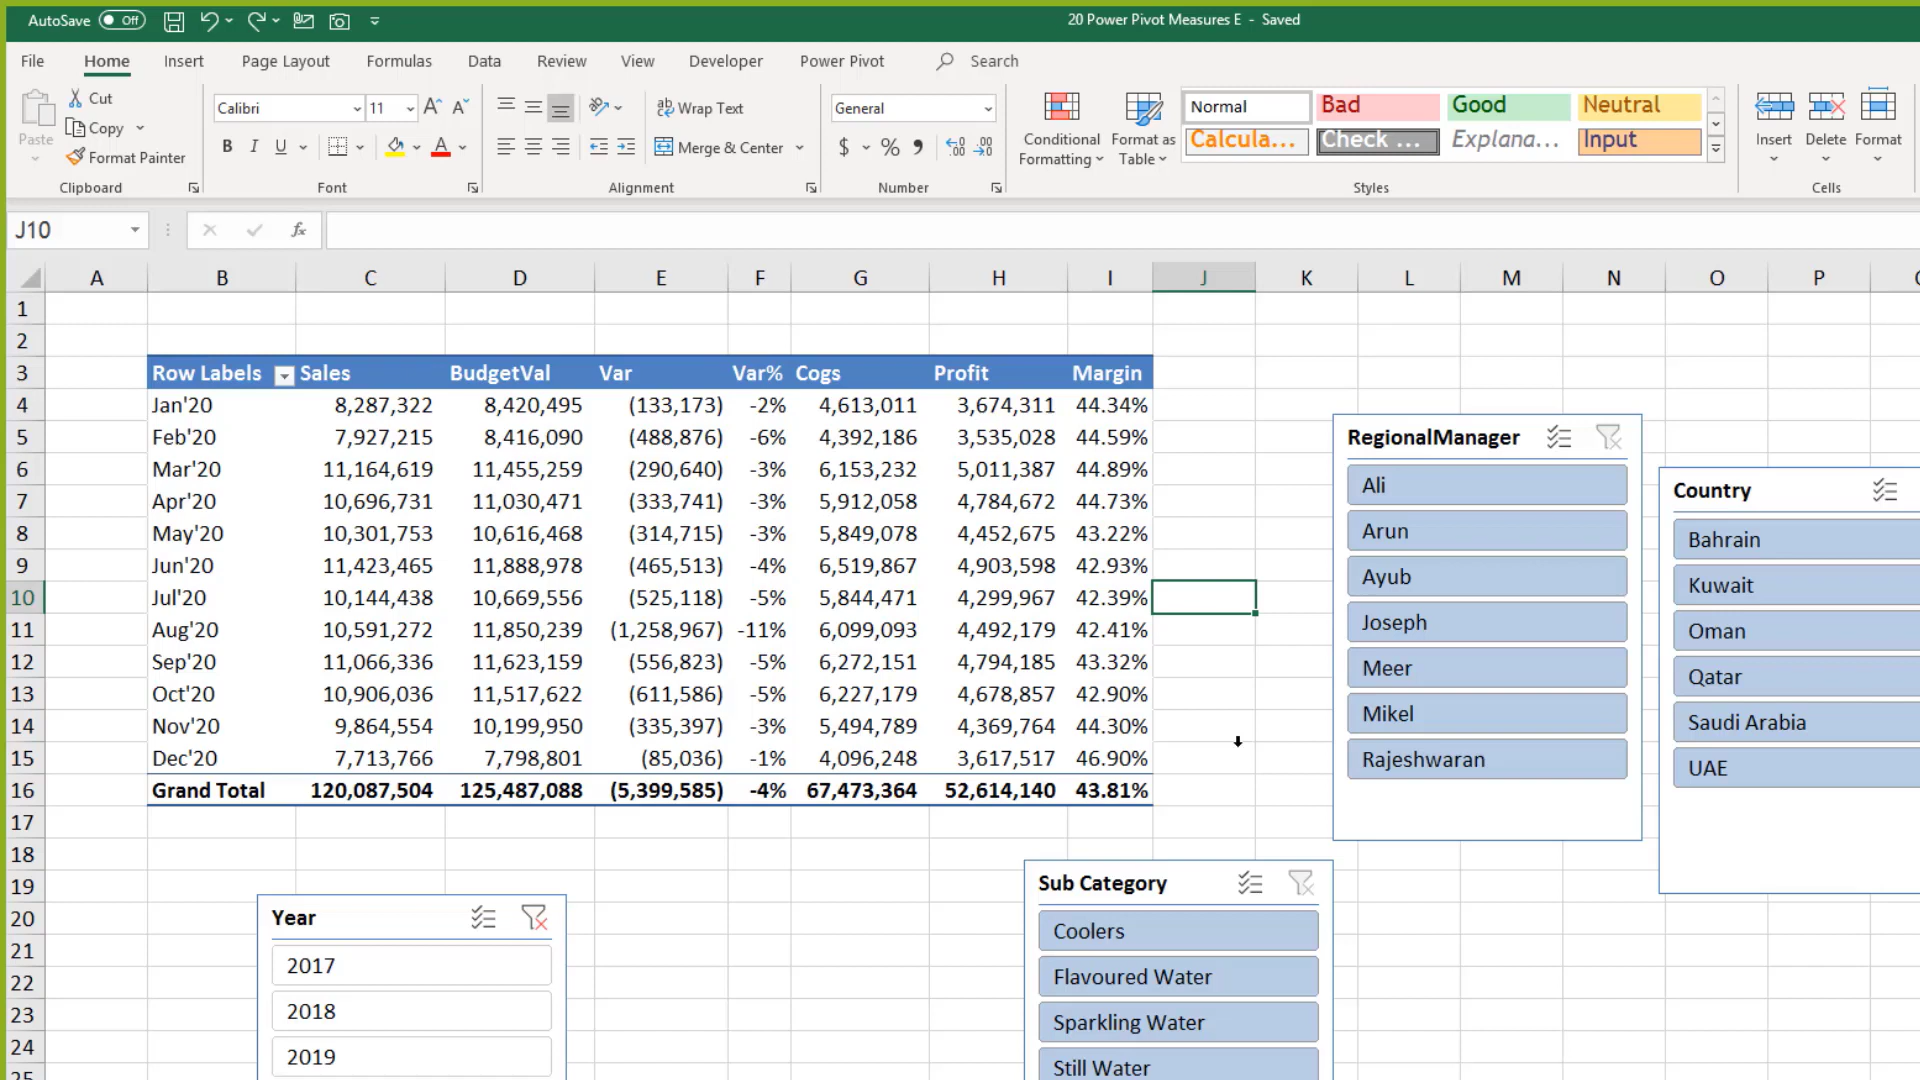 AutoSave Off 20 Power Pivot Measures E - Saved
File Home Insert Page Layout Formulas Data Review View Developer Power Pivot Search
Paste Cut Copy Format Painter Clipboard
Calibri 11 B I U Font
ab Wrap Text Merge & Center Alignment
General $ % 9 Number
Conditional Formatting Format as Table
Normal Bad Good Neutral
Calcula... Check ... Explana... Input
Styles
Insert Delete Format
Cells
J10 fx
A B C D E F G H I J K L M N O P
1
2
3 Row Labels Sales BudgetVal Var Var% Cogs Profit Margin
4 Jan'20 8,287,322 8,420,495 (133,173) -2% 4,613,011 3,674,311 44.34%
5 Feb'20 7,927,215 8,416,090 (488,876) -6% 4,392,186 3,535,028 44.59%
6 Mar'20 11,164,619 11,455,259 (290,640) -3% 6,153,232 5,011,387 44.89%
7 Apr'20 10,696,731 11,030,471 (333,741) -3% 5,912,058 4,784,672 44.73%
8 May'20 10,301,753 10,616,468 (314,715) -3% 5,849,078 4,452,675 43.22%
9 Jun'20 11,423,465 11,888,978 (465,513) -4% 6,519,867 4,903,598 42.93%
10 Jul'20 10,144,438 10,669,556 (525,118) -5% 5,844,471 4,299,967 42.39%
11 Aug'20 10,591,272 11,850,239 (1,258,967) -11% 6,099,093 4,492,179 42.41%
12 Sep'20 11,066,336 11,623,159 (556,823) -5% 6,272,151 4,794,185 43.32%
13 Oct'20 10,906,036 11,517,622 (611,586) -5% 6,227,179 4,678,857 42.90%
14 Nov'20 9,864,554 10,199,950 (335,397) -3% 5,494,789 4,369,764 44.30%
15 Dec'20 7,713,766 7,798,801 (85,036) -1% 4,096,248 3,617,517 46.90%
16 Grand Total 120,087,504 125,487,088 (5,399,585) -4% 67,473,364 52,614,140 43.81%
17
18
19
20
21
22
23
24
25
RegionalManager
Ali
Arun
Ayub
Joseph
Meer
Mikel
Rajeshwaran
Country
Bahrain
Kuwait
Oman
Qatar
Saudi Arabia
UAE
Year
2017
2018
2019
Sub Category
Coolers
Flavoured Water
Sparkling Water
Still Water